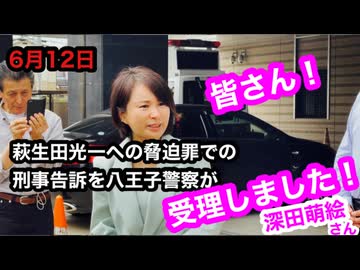 6月12日
皆さん！
萩生田光一への脅迫罪での
刑事告訴を八王子警察が
受理しました！
深田萌絵
さん